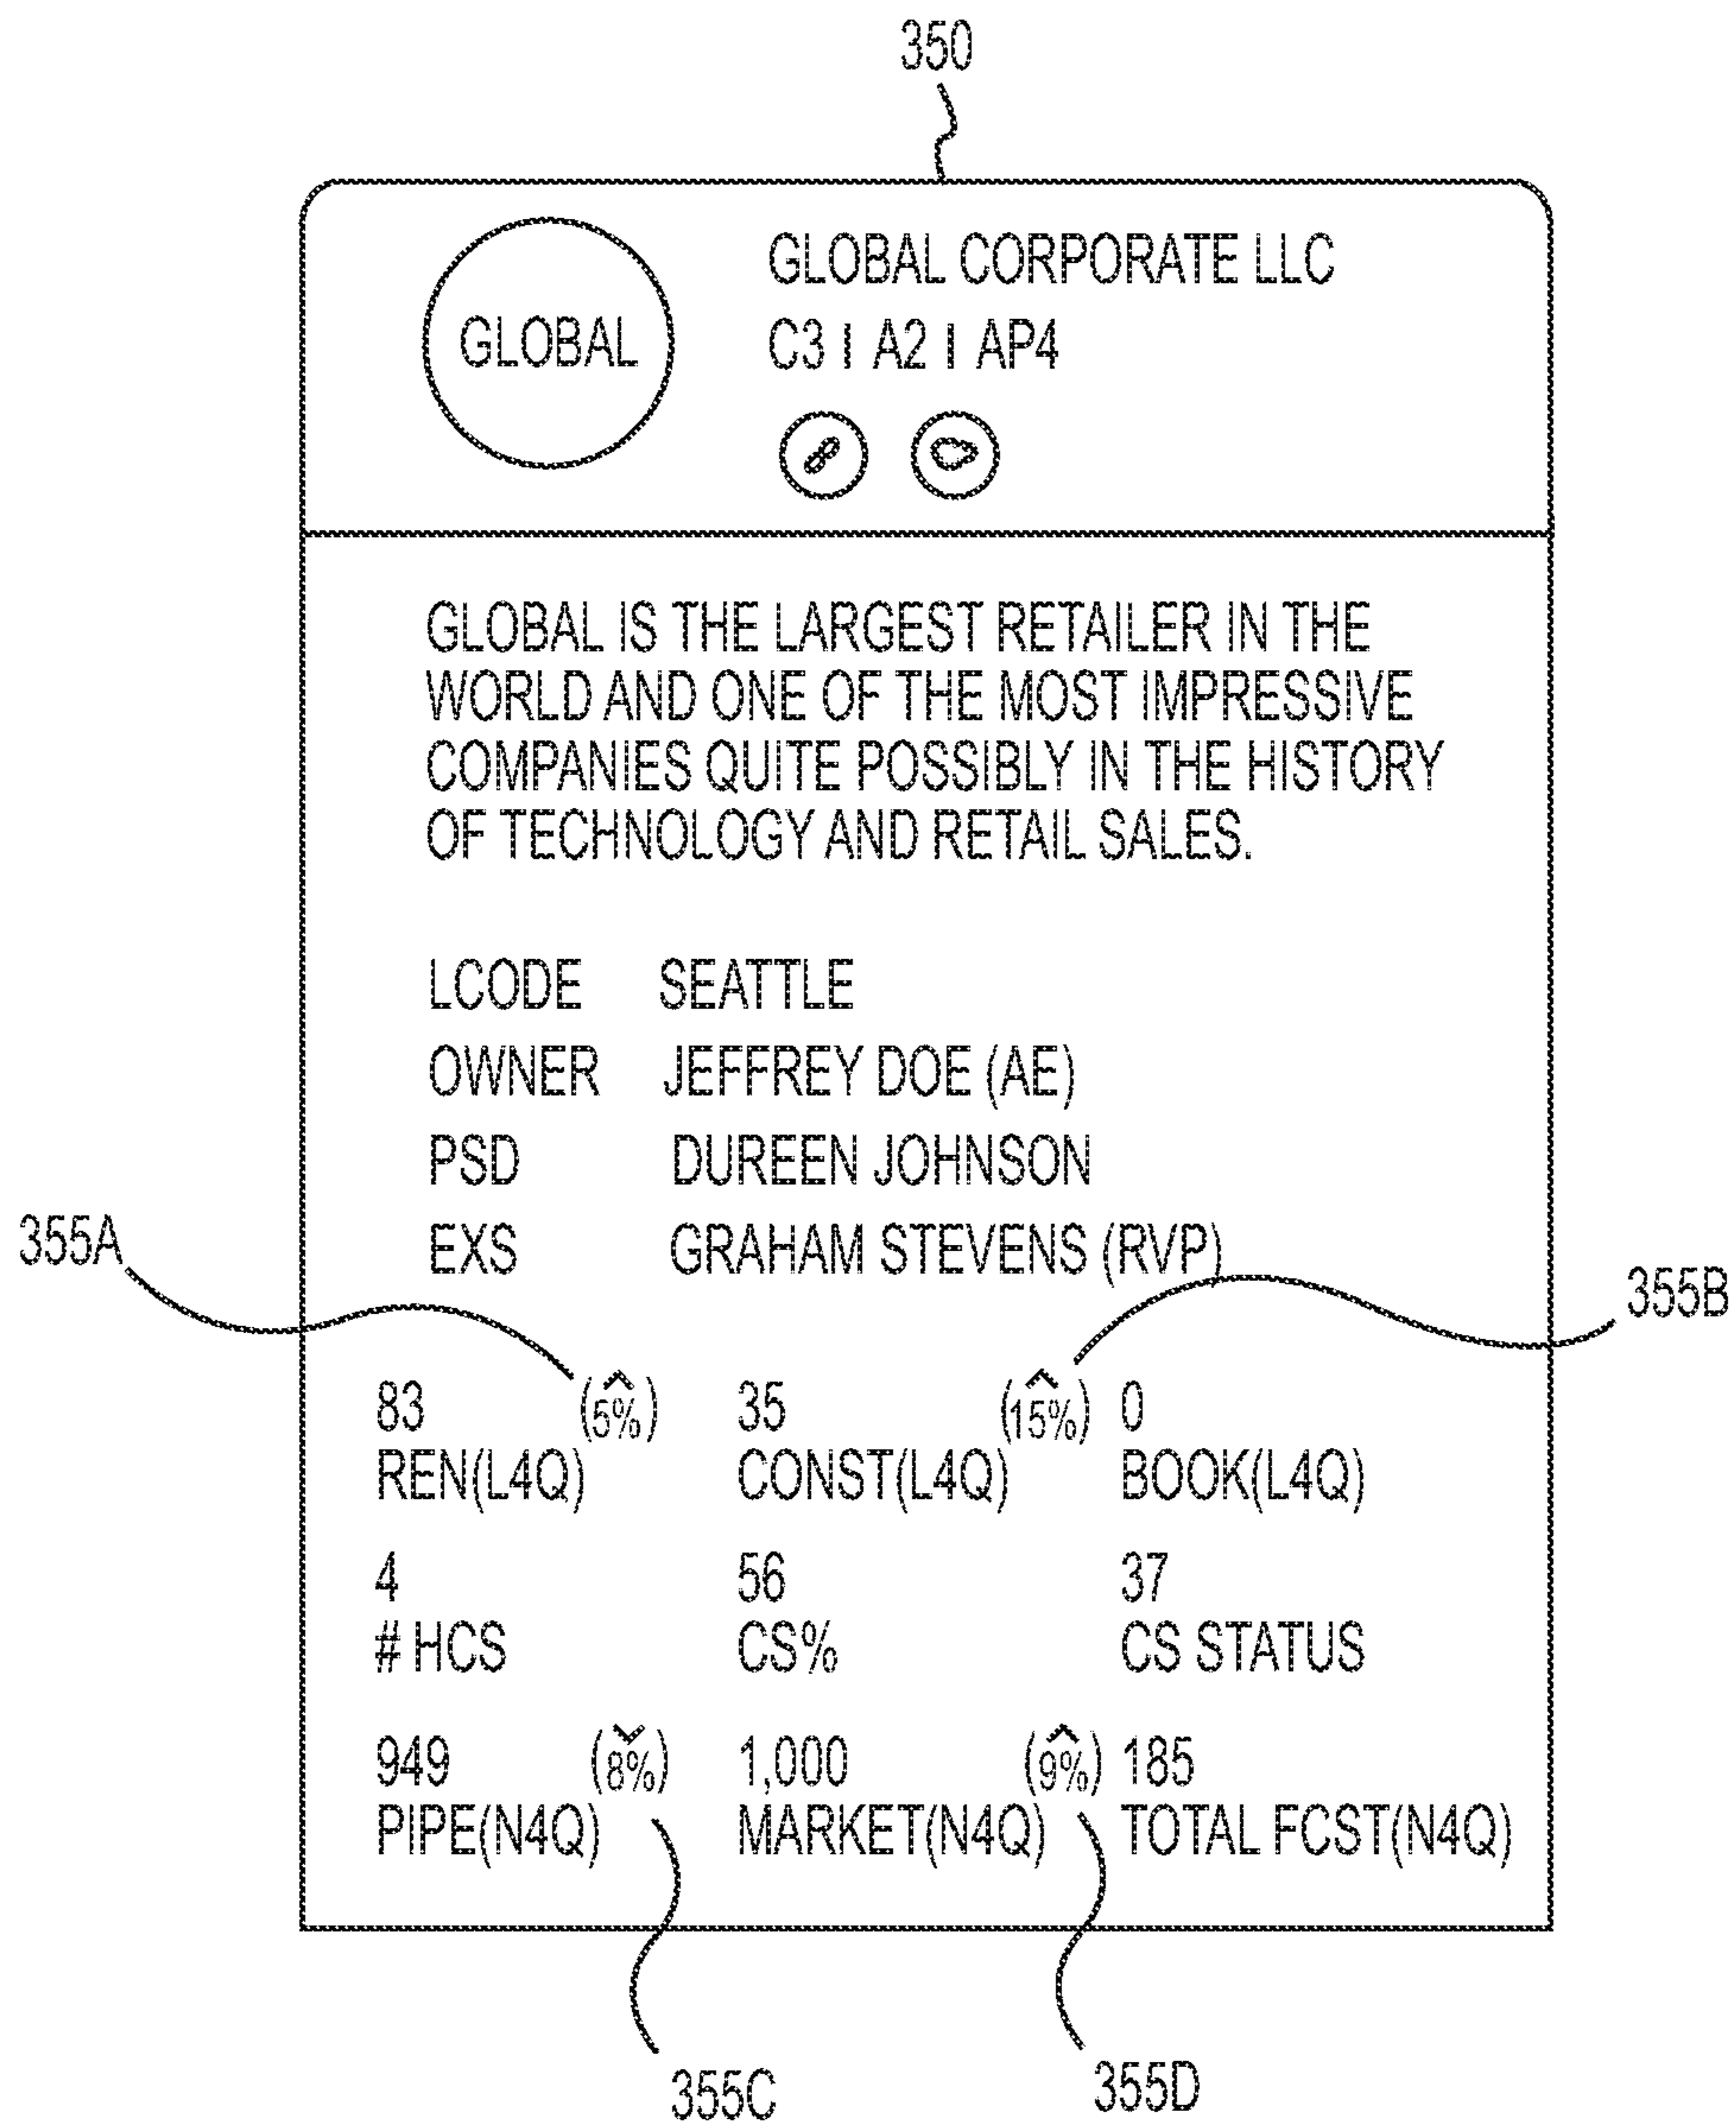 350
GLOBAL
GLOBAL CORPORATE LLC
C3 | A2 | AP4
GLOBAL IS THE LARGEST RETAILER IN THE
WORLD AND ONE OF THE MOST IMPRESSIVE
COMPANIES QUITE POSSIBLY IN THE HISTORY
OF TECHNOLOGY AND RETAIL SALES.
LCODE SEATTLE
OWNER JEFFREY DOE (AE)
PSD DUREEN JOHNSON
EXS GRAHAM STEVENS (RVP)
355A
355B
83 (5%) 35 (15%) 0
REN(L4Q) CONST(L4Q) BOOK(L4Q)
4 56 37
# HCS CS% CS STATUS
949 (8%) 1,000 (9%) 185
PIPE(N4Q) MARKET(N4Q) TOTAL FCST(N4Q)
355C 355D